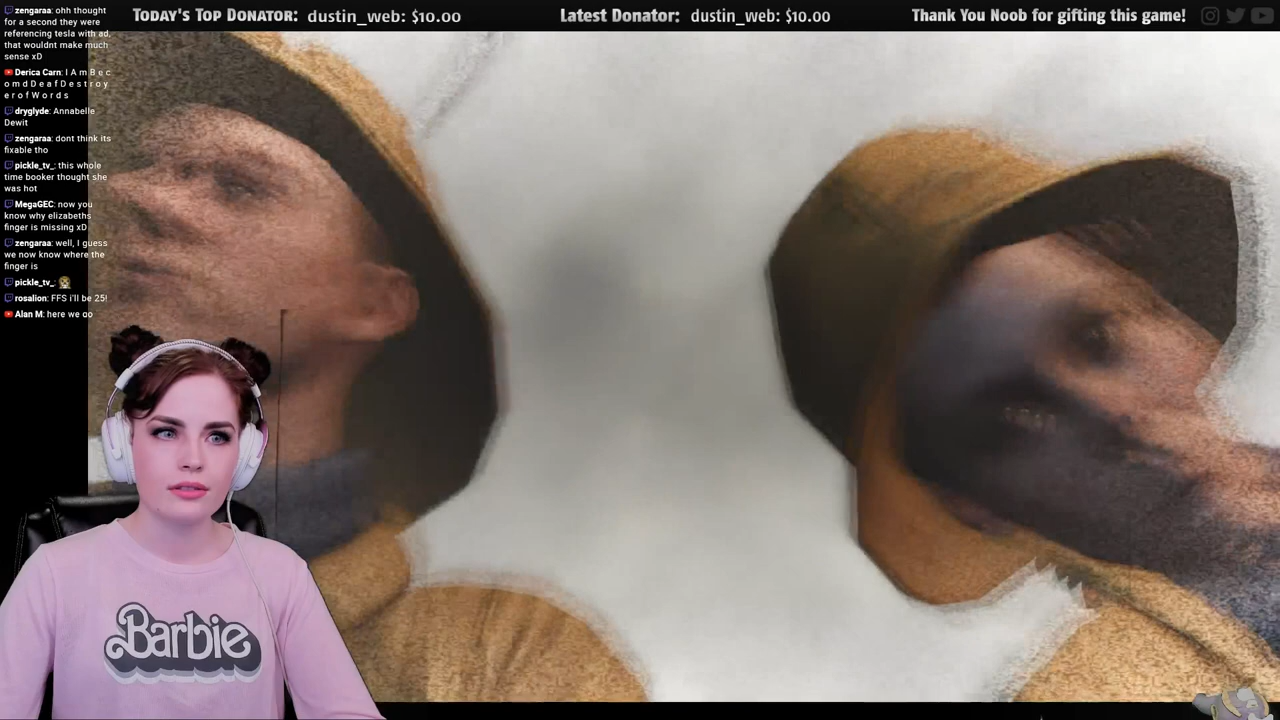 Today's Top Donator: dustin_web: $10.00
Latest Donator: dustin_web: $10.00
Thank You Noob for gifting this game!
zengaraa: ohh thought
for a second they were
referencing tesla with ad,
that wouldnt make much
sense xD
Derica Carn: I A m B e c
o m d D e a f D e s t r o y
e r o f W o r d s
dryglyde: Annabelle
Dewit
zengaraa: dont think its
fixable tho
pickle_tv_: this whole
time booker thought she
was hot
MegaGEC: now you
know why elizabeths
finger is missing xD
zengaraa: well, I guess
we now know where the
finger is
pickle_tv_:
rosalion: FFS i'll be 25!
Alan M: here we go
Barbie